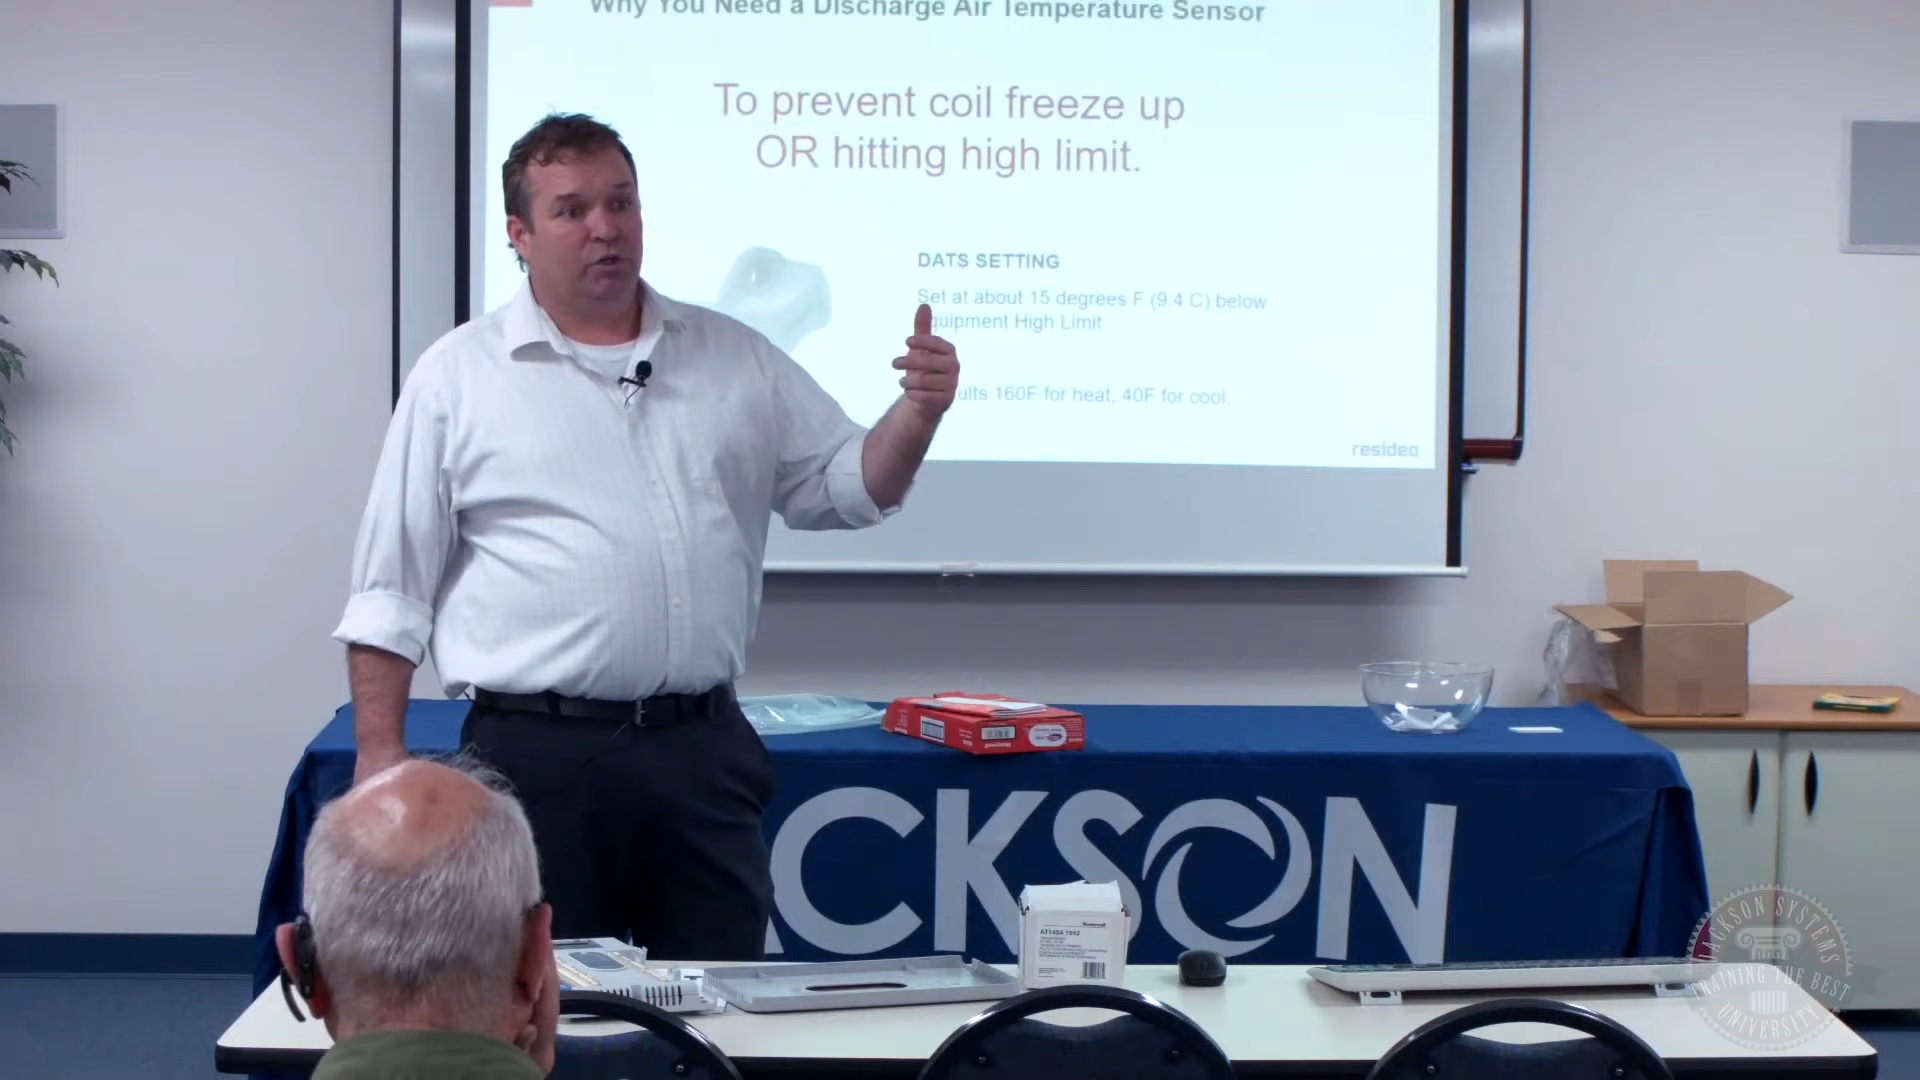 Why You Need a Discharge Air Temperature Sensor
To prevent coil freeze up
OR hitting high limit.
DATS SETTING
Set at about 15 degrees F (9.4 C) below
quipment High Limit
ults 160F for heat, 40F for cool.
resideo
ACKSON
Honeywell
AT140A 1042
JACKSON SYSTEMS
TRAINING THE BEST
UNIVERSITY